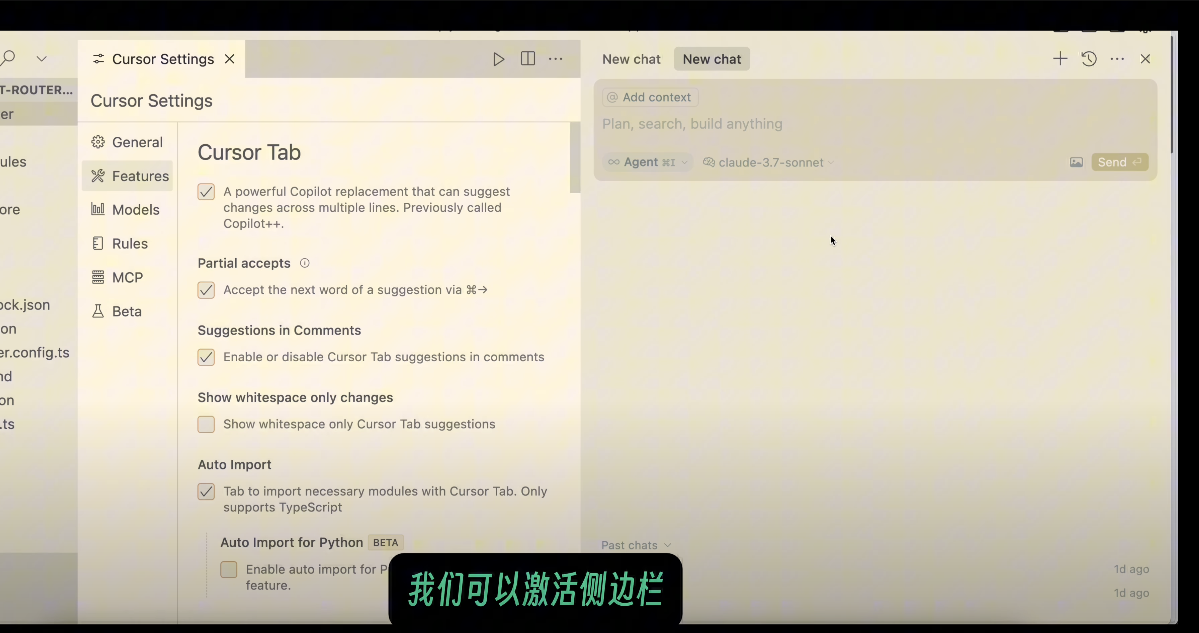 Cursor Settings
New chat
New chat
T-ROUTER...
er
ules
ore
ock.json
on
er.config.ts
nd
on
.ts
Cursor Settings
General
Features
Models
Rules
MCP
Beta
Cursor Tab
A powerful Copilot replacement that can suggest
changes across multiple lines. Previously called
Copilot++.
Partial accepts
Accept the next word of a suggestion via ⌘→
Suggestions in Comments
Enable or disable Cursor Tab suggestions in comments
Show whitespace only changes
Show whitespace only Cursor Tab suggestions
Auto Import
Tab to import necessary modules with Cursor Tab. Only
supports TypeScript
Auto Import for Python BETA
Enable auto import for P
feature.
@ Add context
Plan, search, build anything
∞ Agent ⌘I
claude-3.7-sonnet
Send ⏎
Past chats
1d ago
1d ago
我们可以激活侧边栏